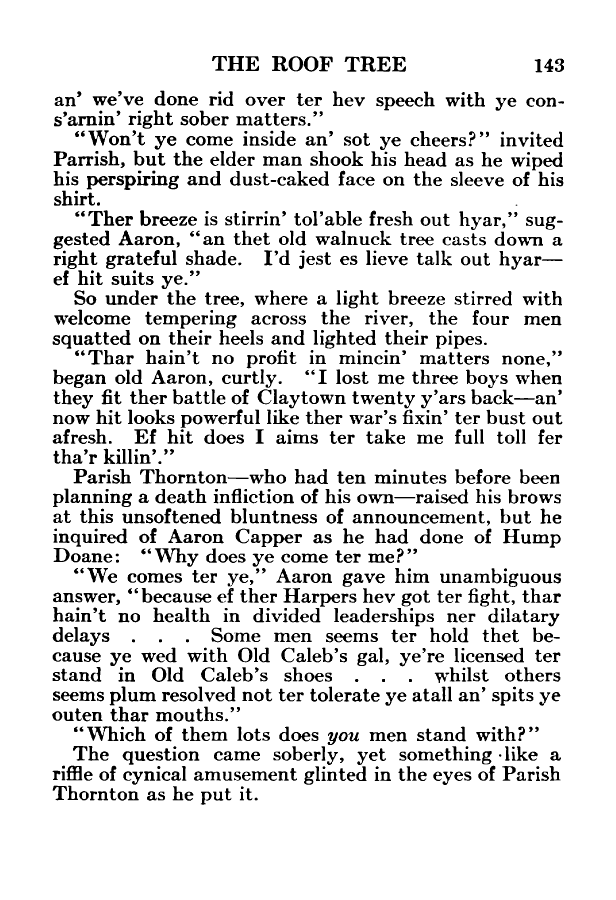 THE ROOF TREE 143
an' we've done rid over ter hev speech with ye con-
s'arnin' right sober matters."
"Won't ye come inside an' sot ye cheers?" invited
Parrish, but the elder man shook his head as he wiped
his perspiring and dust-caked face on the sleeve of his
shirt.
"Ther breeze is stirrin' tol'able fresh out hyar," sug-
gested Aaron, "an thet old walnuck tree casts down a
right grateful shade. I'd jest es lieve talk out hyar—
ef hit suits ye."
So under the tree, where a light breeze stirred with
welcome tempering across the river, the four men
squatted on their heels and lighted their pipes.
"Thar hain't no profit in mincin' matters none,"
began old Aaron, curtly. "I lost me three boys when
they fit ther battle of Claytown twenty y'ars back—an'
now hit looks powerful like ther war's fixin' ter bust out
afresh. Ef hit does I aims ter take me full toll fer
tha'r killin'."
Parish Thornton—who had ten minutes before been
planning a death infliction of his own—raised his brows
at this unsoftened bluntness of announcement, but he
inquired of Aaron Capper as he had done of Hump
Doane: "Why does ye come ter me?"
"We comes ter ye," Aaron gave him unambiguous
answer, "because ef ther Harpers hev got ter fight, thar
hain't no health in divided leaderships ner dilatary
delays . . . Some men seems ter hold thet be-
cause ye wed with Old Caleb's gal, ye're licensed ter
stand in Old Caleb's shoes . . . whilst others
seems plum resolved not ter tolerate ye atall an' spits ye
outen thar mouths."
"Which of them lots does you men stand with?"
The question came soberly, yet something like a
riffle of cynical amusement glinted in the eyes of Parish
Thornton as he put it.